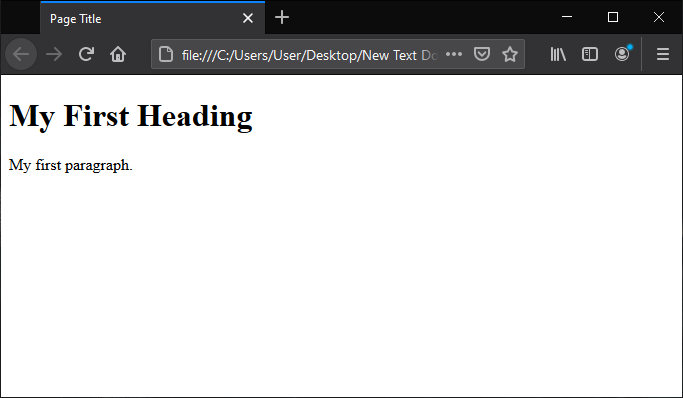 Page Title
file:///C:/Users/User/Desktop/New Text Do
My First Heading
My first paragraph.